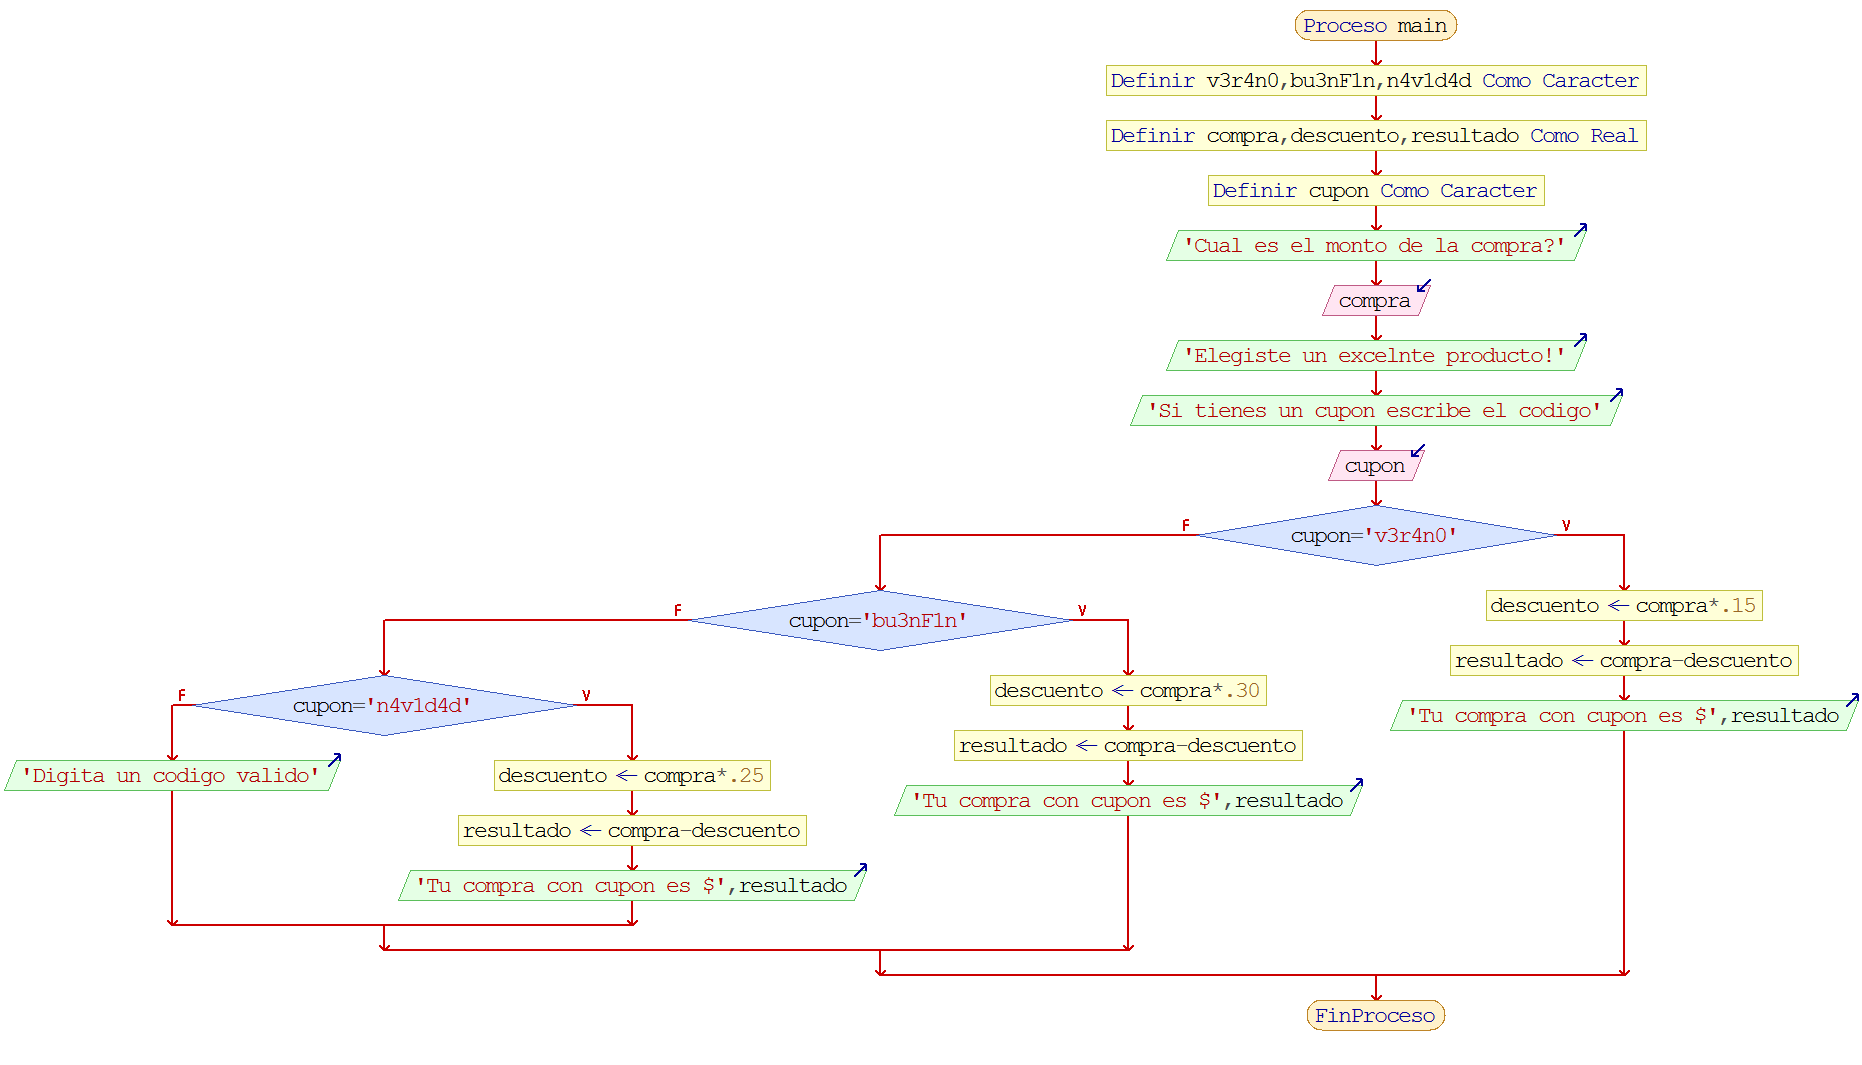 Proceso main
Definir v3r4n0,bu3nF1n,n4v1d4d Como Caracter
Definir compra,descuento,resultado Como Real
Definir cupon Como Caracter
'Cual es el monto de la compra?'
compra
'Elegiste un excelnte producto!'
'Si tienes un cupon escribe el codigo'
cupon
cupon='v3r4n0'
F
V
descuento ← compra*.15
resultado ← compra-descuento
'Tu compra con cupon es $',resultado
cupon='bu3nF1n'
F
V
descuento ← compra*.30
resultado ← compra-descuento
'Tu compra con cupon es $',resultado
cupon='n4v1d4d'
F
V
'Digita un codigo valido'
descuento ← compra*.25
resultado ← compra-descuento
'Tu compra con cupon es $',resultado
FinProceso